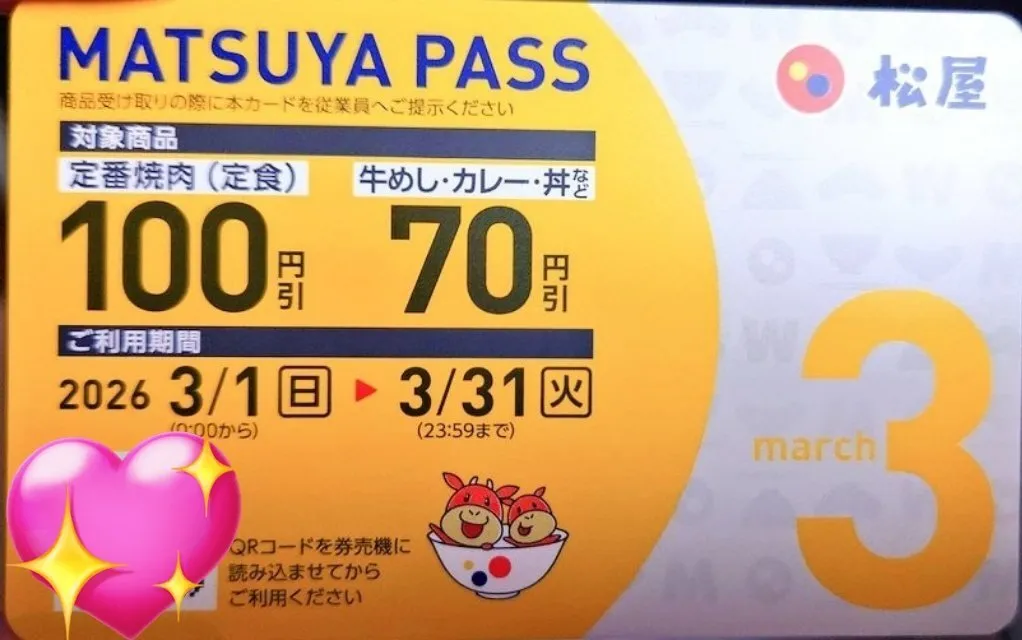 MATSUYA PASS
商品受け取りの際に本カードを従業員へご提示ください
松屋
対象商品
定番焼肉（定食）
100円引
牛めし・カレー・丼など
70円引
ご利用期間
2026 3/1 日 ▶ 3/31 火
(0:00から)
(23:59まで)
march
3
QRコードを券売機に
読み込ませてから
ご利用ください